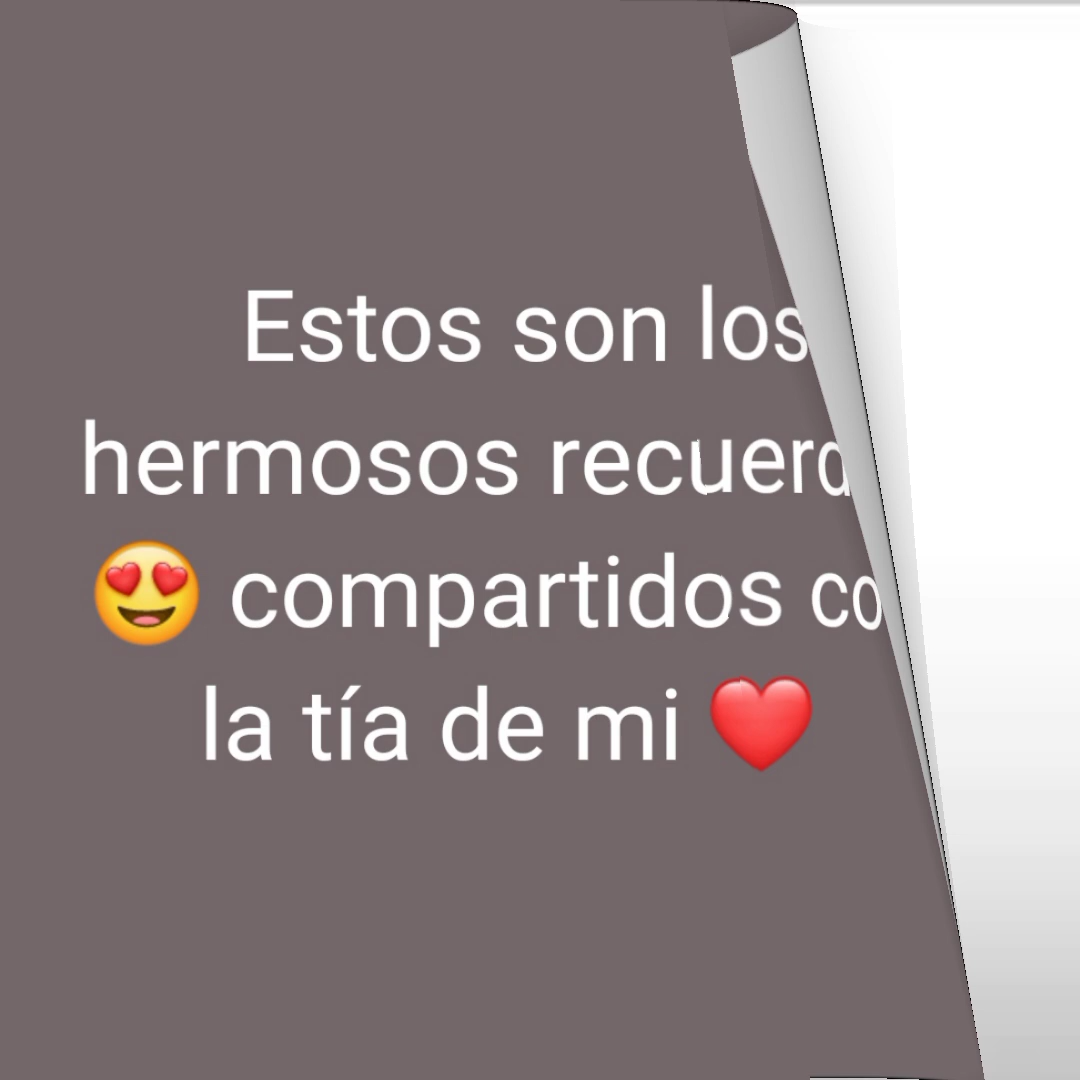 Estos son los
hermosos
😍 compartidos
la tía de mi ❤️